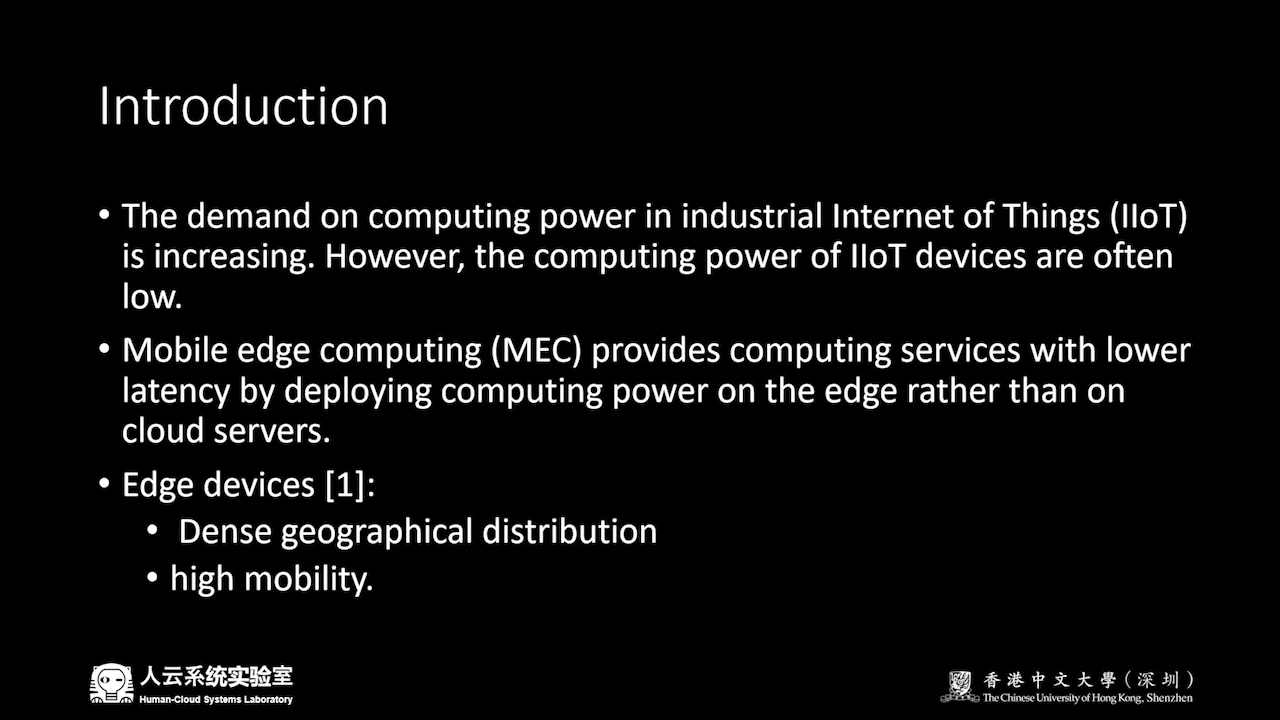 Introduction
• The demand on computing power in industrial Internet of Things (IIoT)
is increasing. However, the computing power of IIoT devices are often
low.
• Mobile edge computing (MEC) provides computing services with lower
latency by deploying computing power on the edge rather than on
cloud servers.
• Edge devices [1]:
• Dense geographical distribution
• high mobility.
人云系统实验室
Human-Cloud Systems Laboratory
香港中文大學(深圳)
The Chinese University of Hong Kong, Shenzhen